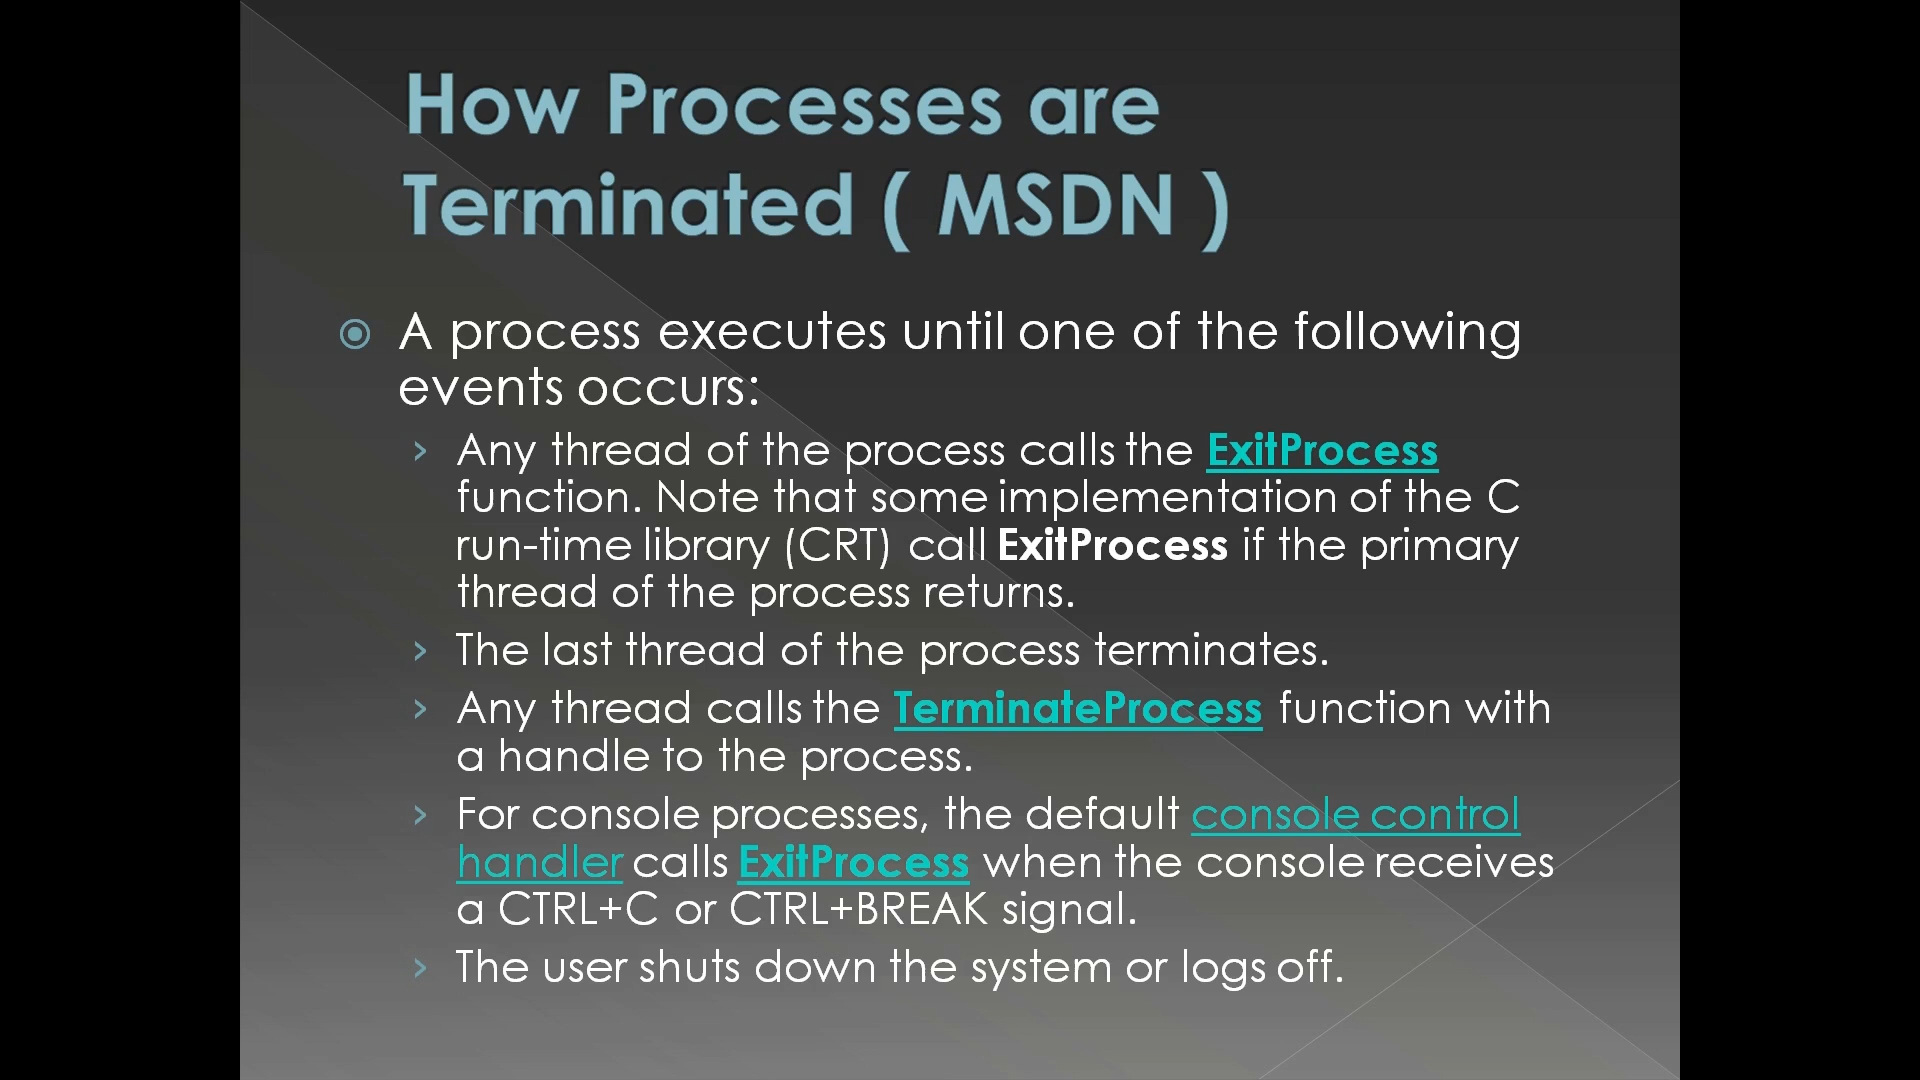 How Processes are
Terminated ( MSDN )
A process executes until one of the following
events occurs:
Any thread of the process calls the ExitProcess
function. Note that some implementation of the C
run-time library (CRT) call ExitProcess if the primary
thread of the process returns.
The last thread of the process terminates.
Any thread calls the TerminateProcess function with
a handle to the process.
For console processes, the default console control
handler calls ExitProcess when the console receives
a CTRL+C or CTRL+BREAK signal.
The user shuts down the system or logs off.